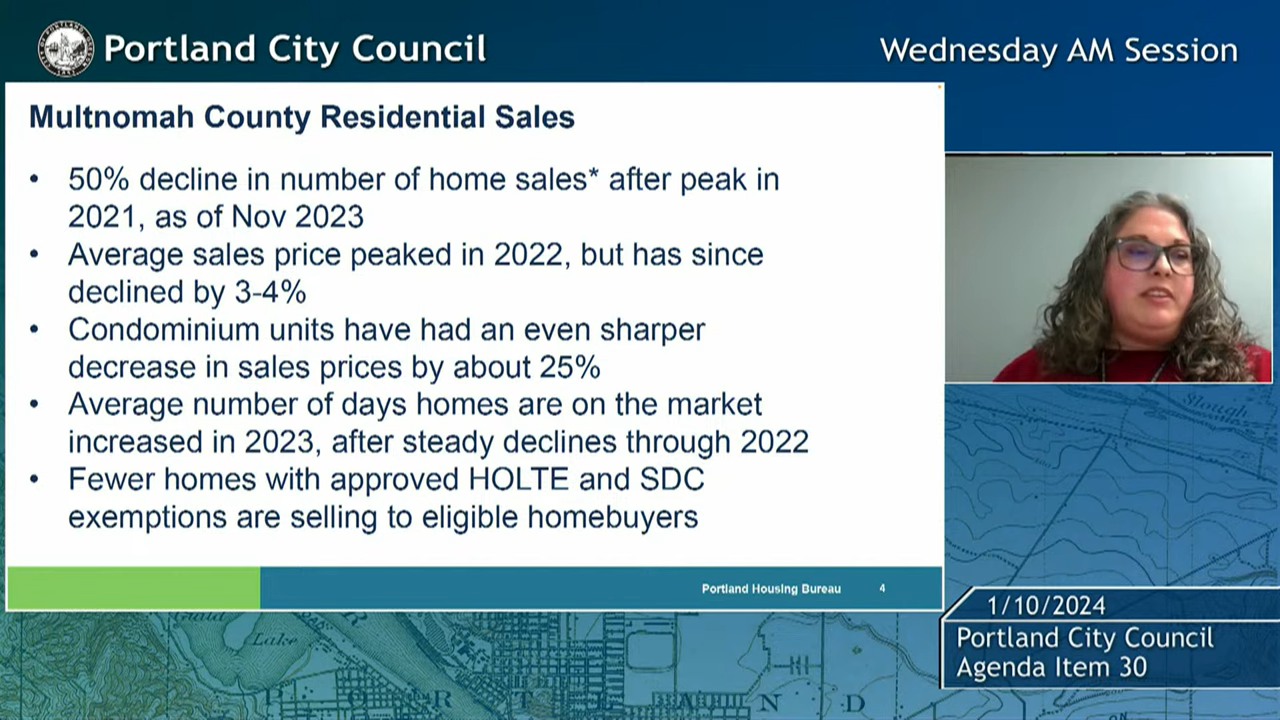 Portland City Council
Wednesday AM Session
Multnomah County Residential Sales
• 50% decline in number of home sales* after peak in
2021, as of Nov 2023
• Average sales price peaked in 2022, but has since
declined by 3-4%
• Condominium units have had an even sharper
decrease in sales prices by about 25%
• Average number of days homes are on the market
increased in 2023, after steady declines through 2022
• Fewer homes with approved HOLTE and SDC
exemptions are selling to eligible homebuyers
Portland Housing Bureau 4
Slough
1/10/2024
Portland City Council
Agenda Item 30
Guild
Lake
P O R T L A N D